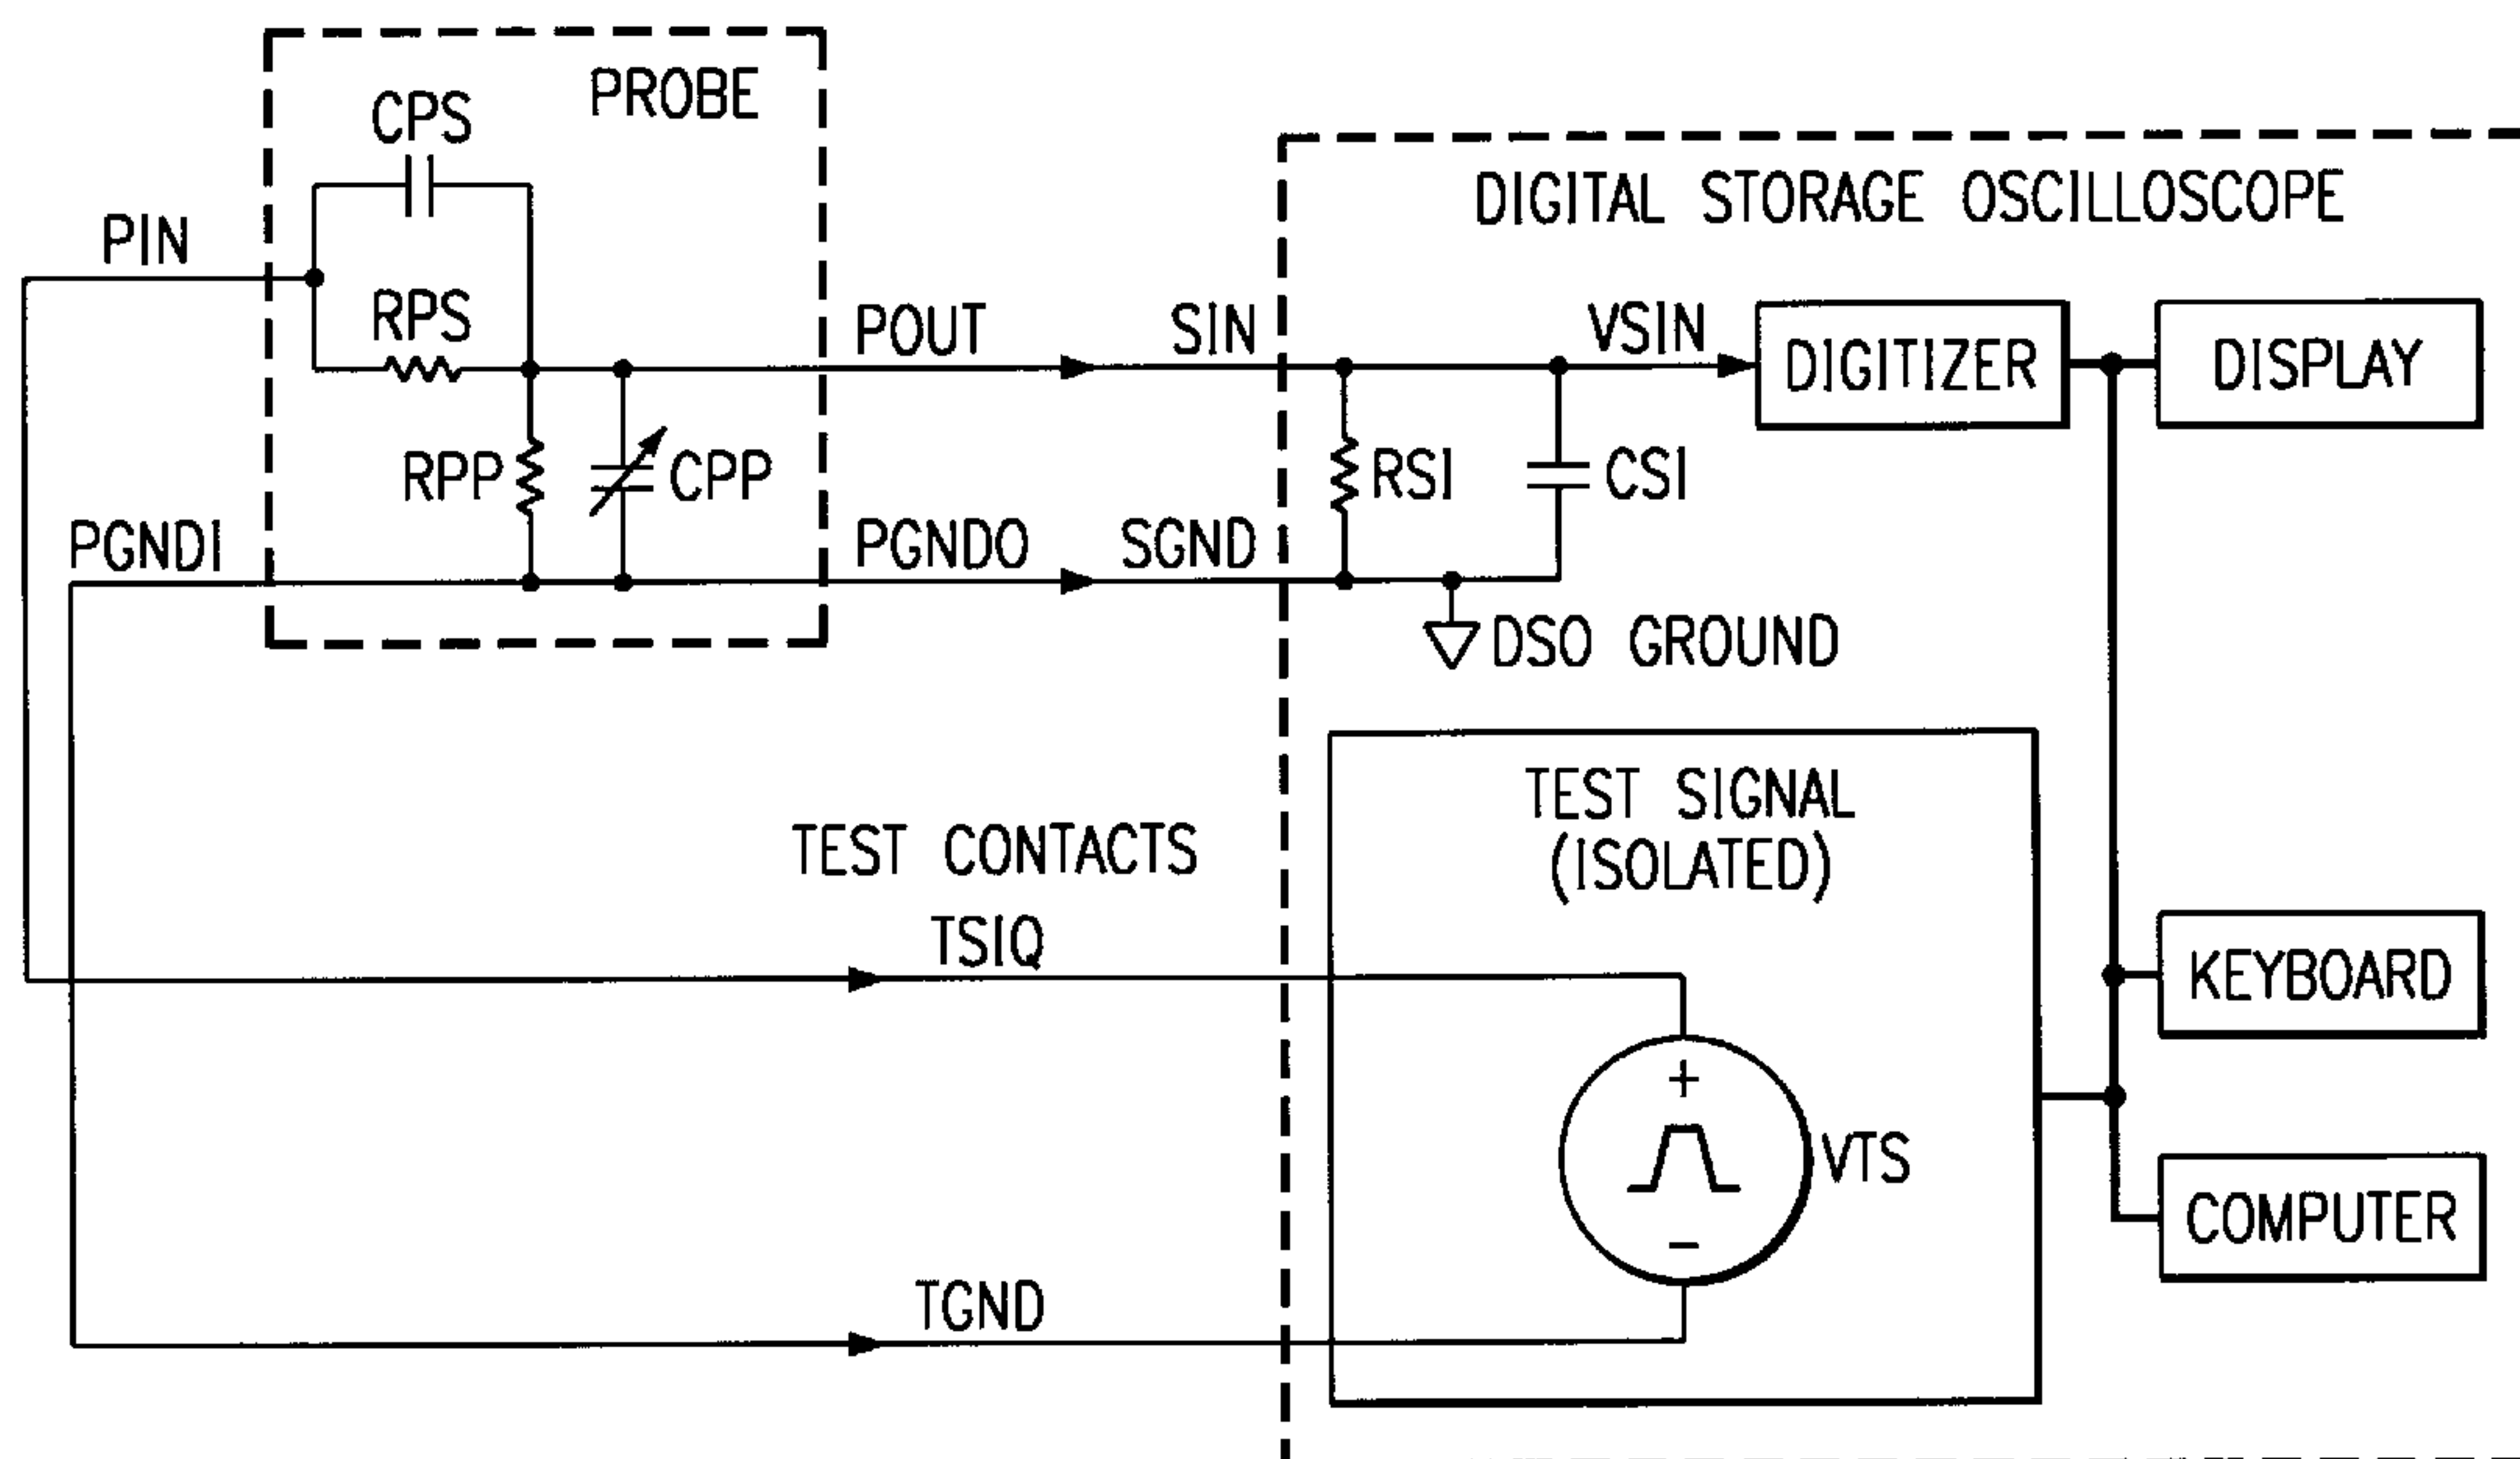 PROBE
CPS
DIGITAL STORAGE OSCILLOSCOPE
PIN
RPS
POUT
SIN
VSIN
DIGITIZER
DISPLAY
RPP
CPP
RSI
CSI
PGNDI
PGNDO
SGND
DSO GROUND
TEST SIGNAL
(ISOLATED)
TEST CONTACTS
TSIQ
KEYBOARD
+
VTS
COMPUTER
−
TGND